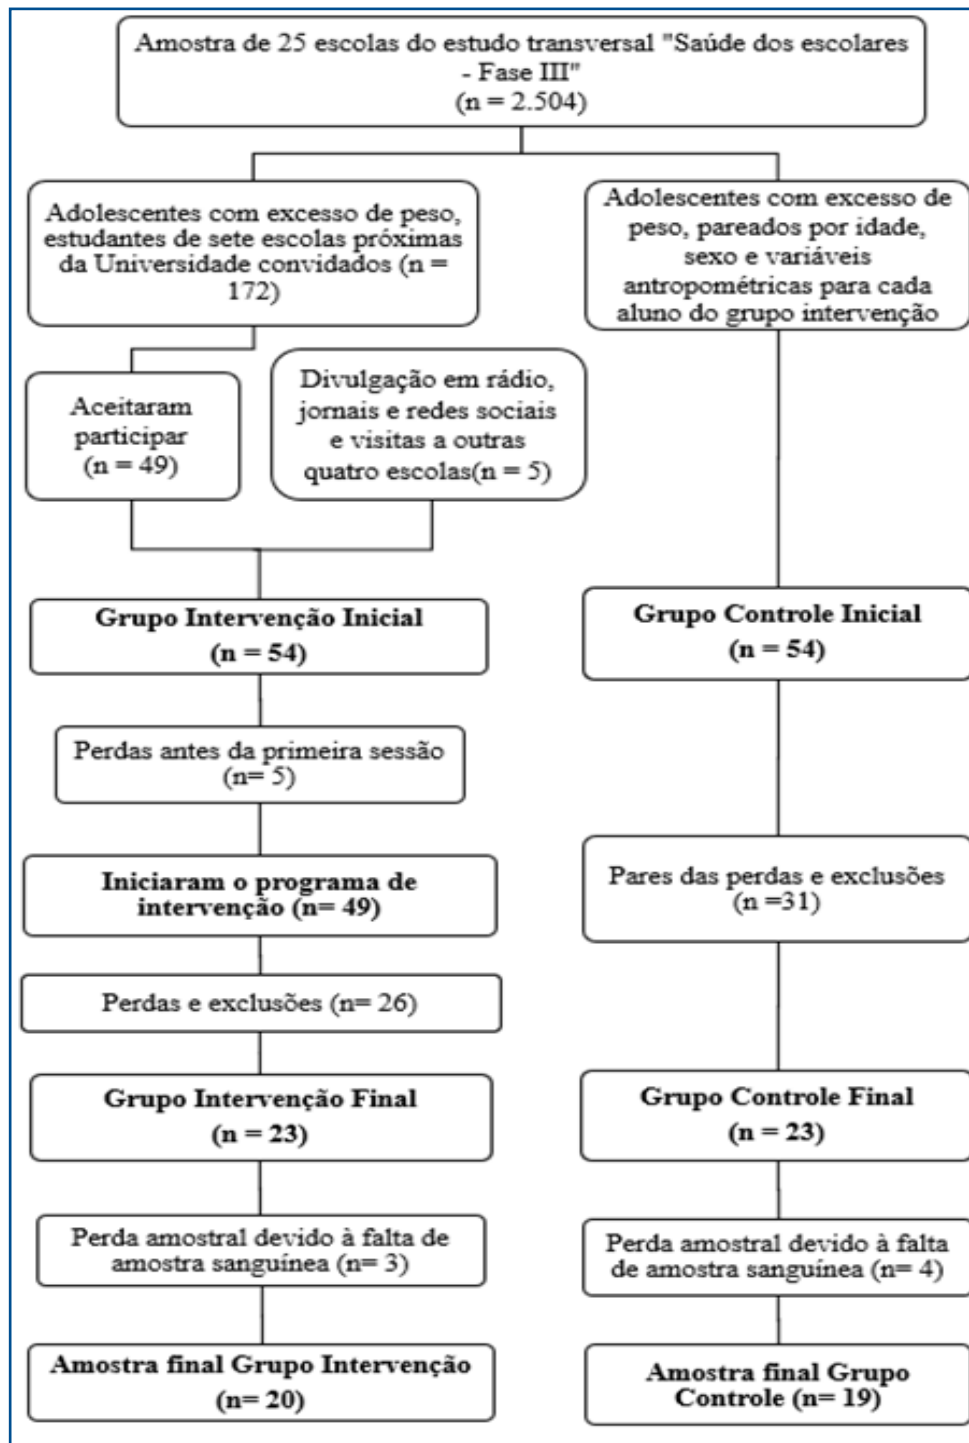 Amostra de 25 escolas do estudo transversal "Saúde dos escolares
- Fase III"
(n = 2.504)
Adolescentes com excesso de peso,
estudantes de sete escolas próximas
da Universidade convidados (n =
172)
Adolescentes com excesso de
peso, pareados por idade,
sexo e variáveis
antropométricas para cada
aluno do grupo intervenção
Aceitaram
participar
(n = 49)
Divulgação em rádio,
jornais e redes sociais
e visitas a outras
quatro escolas(n = 5)
Grupo Intervenção Inicial
(n = 54)
Grupo Controle Inicial
(n = 54)
Perdas antes da primeira sessão
(n= 5)
Iniciaram o programa de
intervenção (n= 49)
Pares das perdas e exclusões
(n =31)
Perdas e exclusões (n= 26)
Grupo Intervenção Final
(n = 23)
Grupo Controle Final
(n = 23)
Perda amostral devido à falta de
amostra sanguínea (n= 3)
Perda amostral devido à falta
de amostra sanguínea (n= 4)
Amostra final Grupo Intervenção
(n= 20)
Amostra final Grupo
Controle (n= 19)